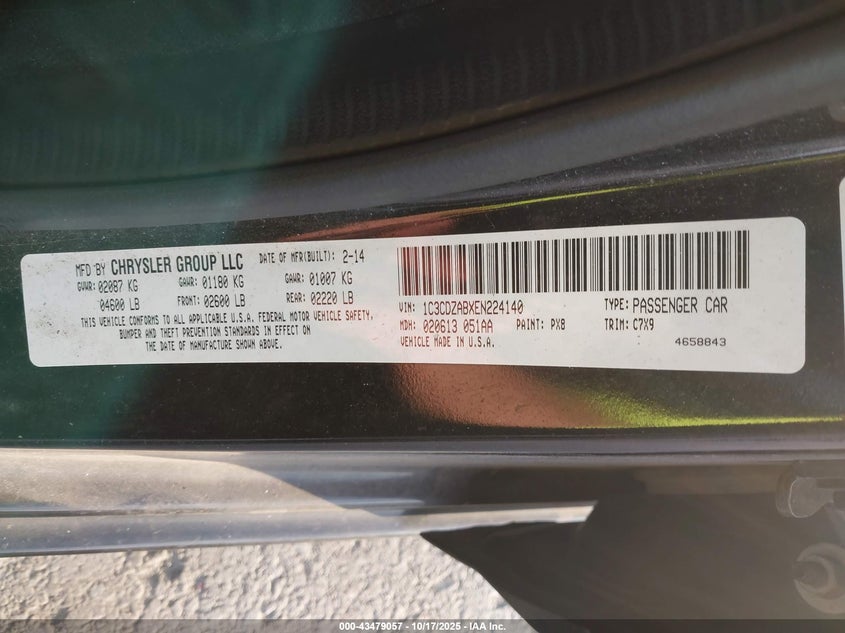 MFD BY CHRYSLER GROUP LLC DATE OF MFR(BUILT): 2-14
GVWR: 02087 KG GAWR: 01180 KG GAWR: 01007 KG
04600 LB FRONT: 02600 LB REAR: 02220 LB
THIS VEHICLE CONFORMS TO ALL APPLICABLE U.S.A. FEDERAL MOTOR VEHICLE SAFETY,
BUMPER AND THEFT PREVENTION STANDARDS IN EFFECT ON
THE DATE OF MANUFACTURE SHOWN ABOVE.
VIN: 1C3CDZABXEN224140 TYPE: PASSENGER CAR
MDH: 020613 051AA PAINT: PX8 TRIM: C7X9
VEHICLE MADE IN U.S.A.
4658843
000-43479057 - 10/17/2025 - IAA Inc.